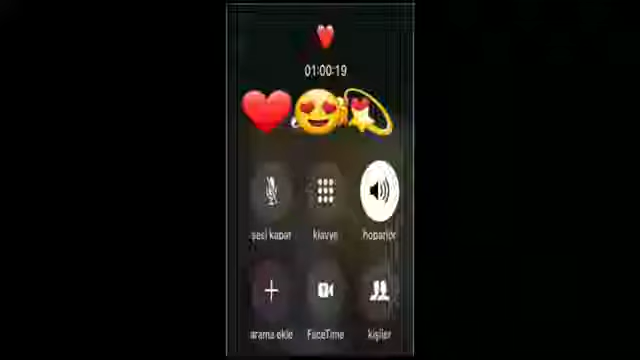 01:00:19
sesi kapat klavye hoparlör
arama ekle FaceTime kişiler